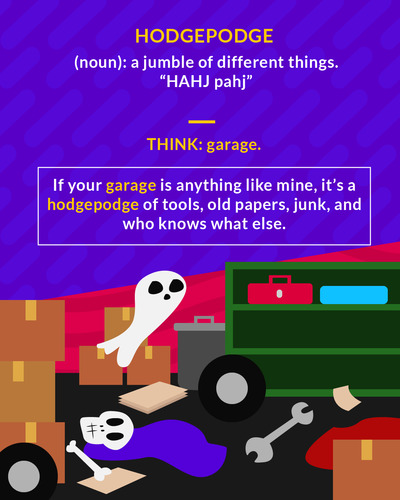 HODGEPODGE
(noun): a jumble of different things.
“HAHJ pahj”
THINK: garage.
If your garage is anything like mine, it’s a
hodgepodge of tools, old papers, junk, and
who knows what else.